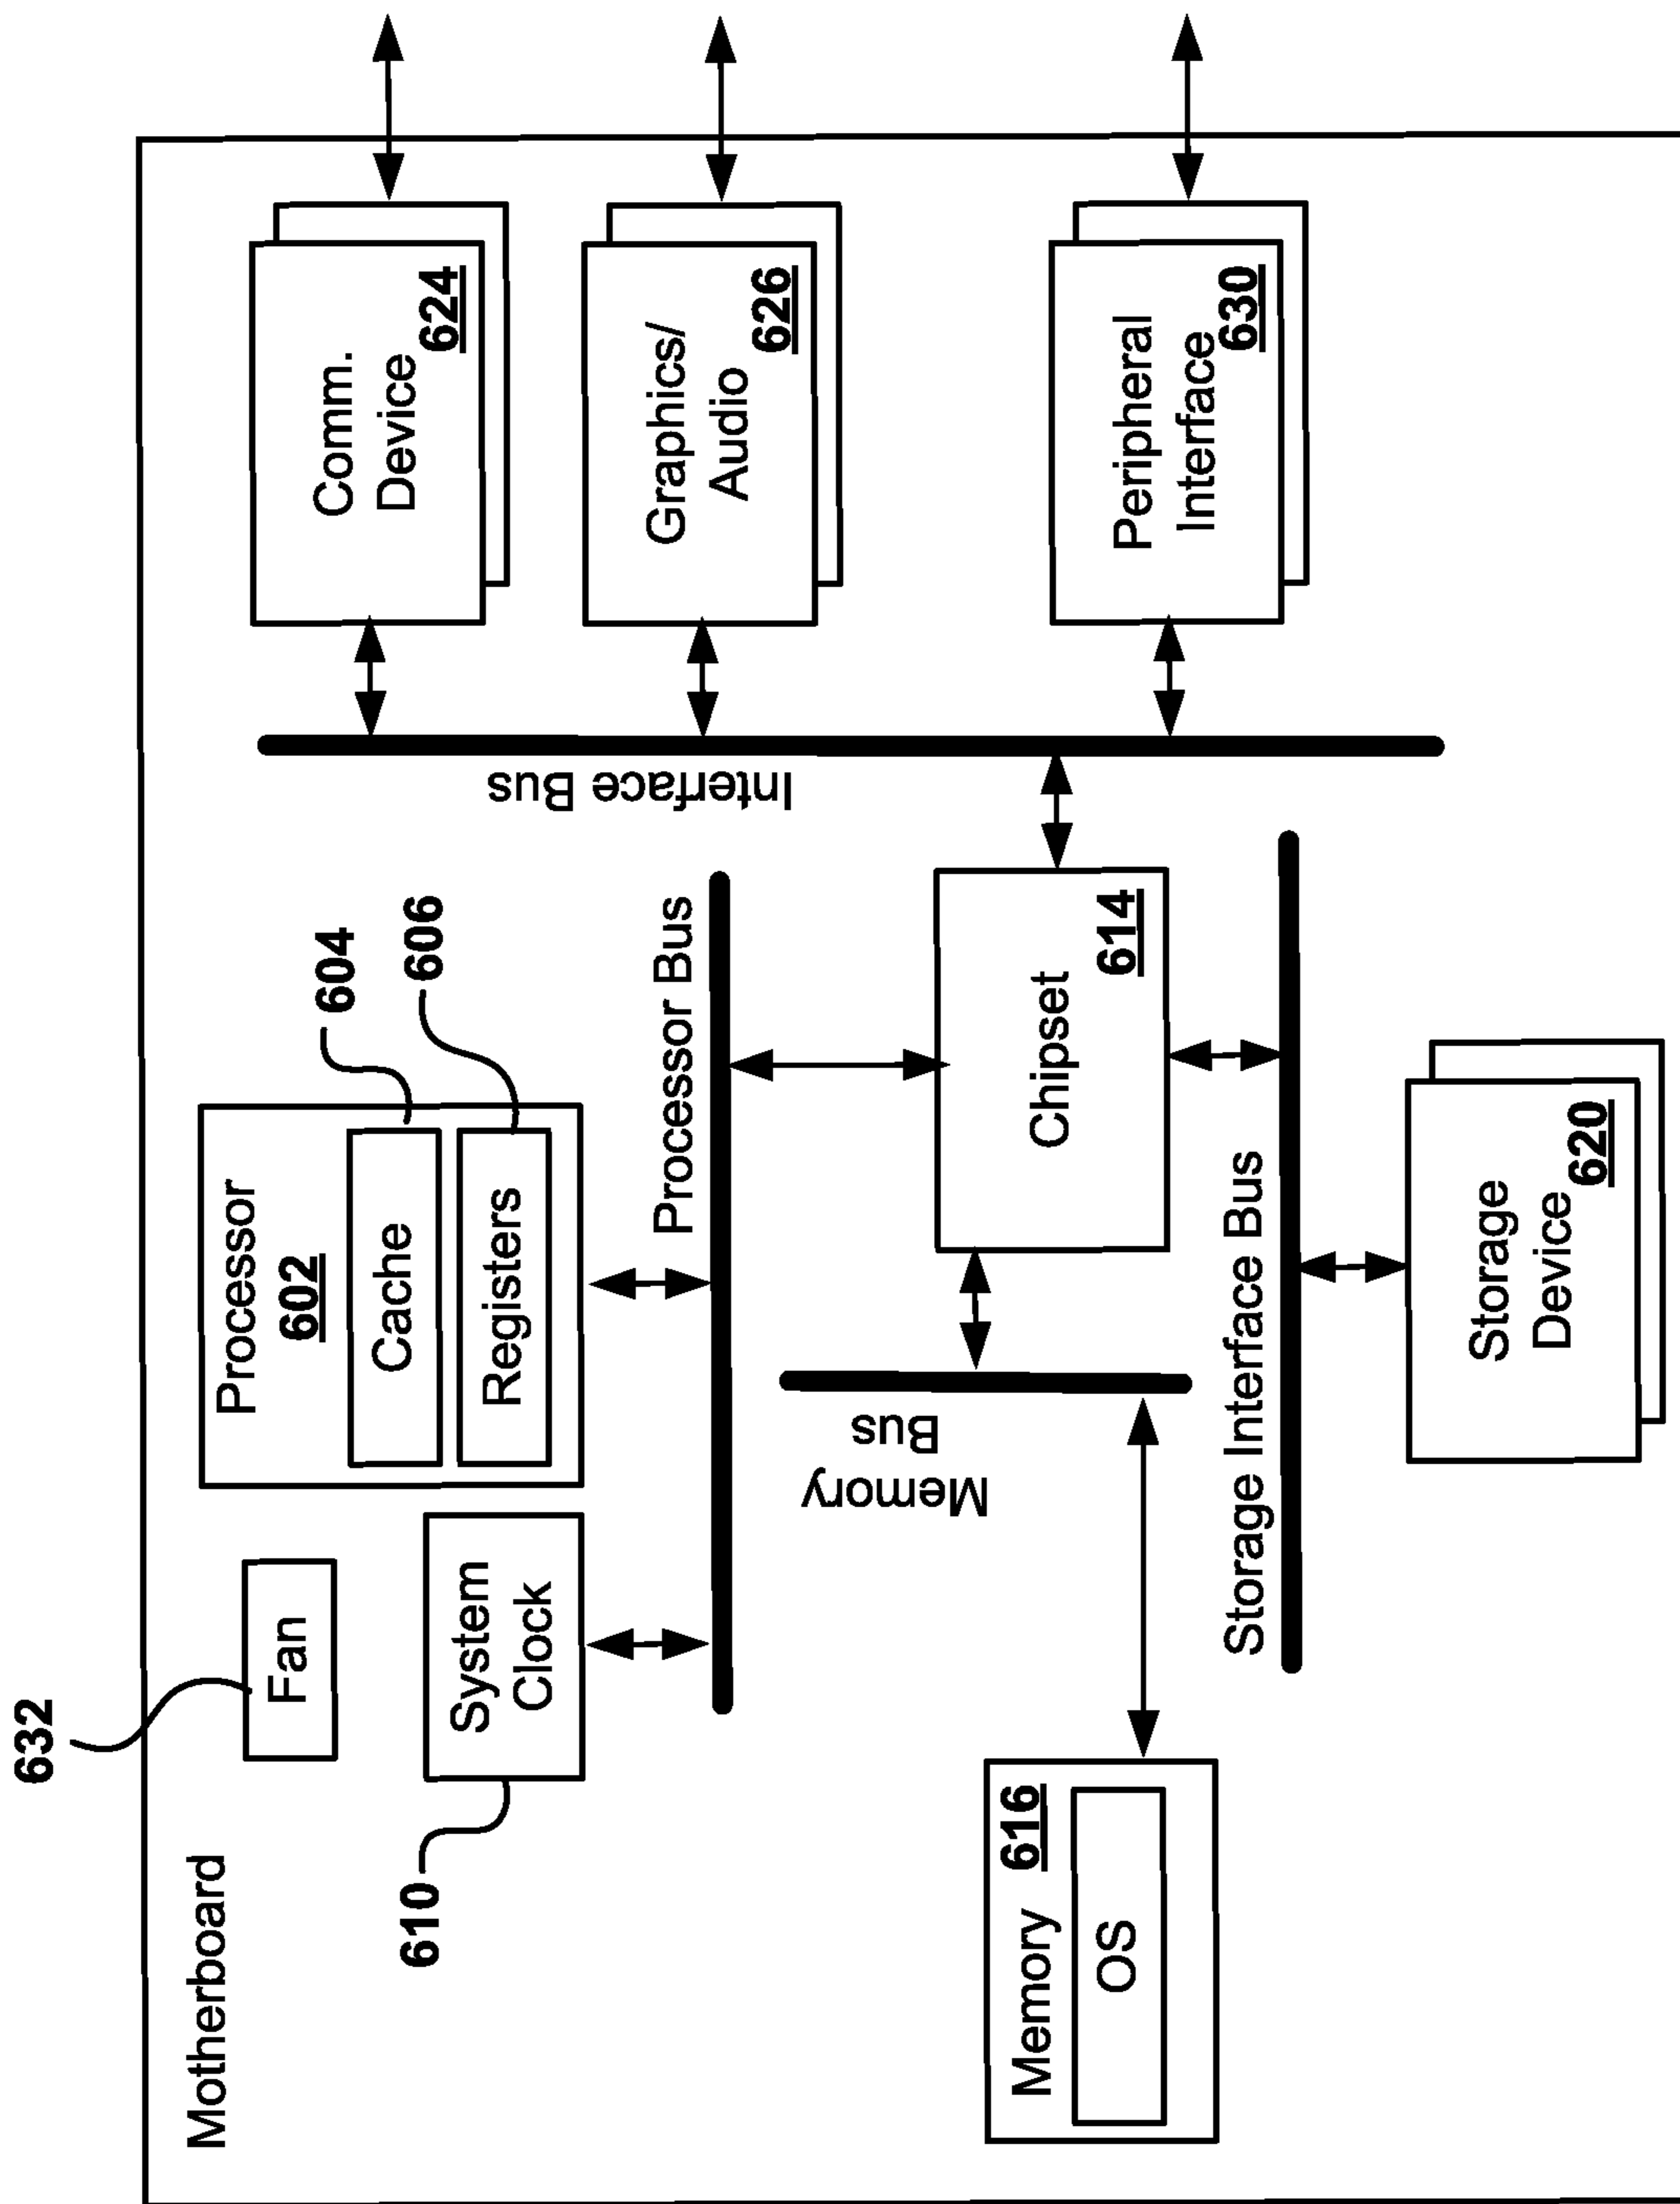 632
Motherboard
Fan
Processor
602
Cache
Registers
604
606
610
System
Clock
Processor Bus
Interface Bus
Comm.
Device
624
Graphics/
Audio
626
Peripheral
Interface
630
Chipset
614
Memory
Bus
Memory
616
OS
Storage Interface Bus
Storage
Device
620